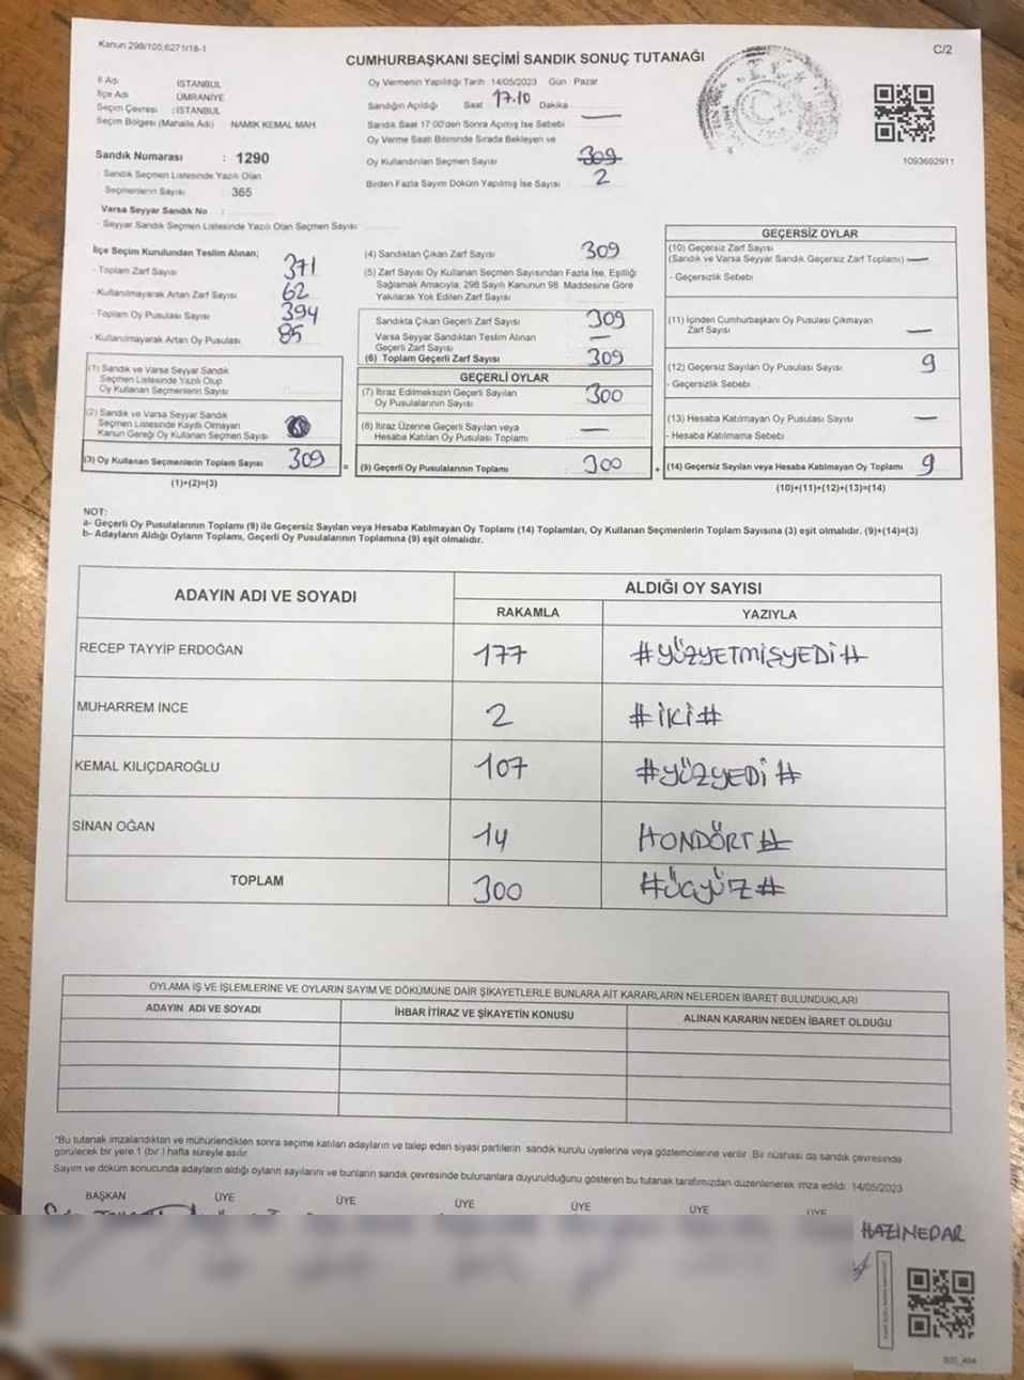 Kanun 298/105;6271/18-1
C/2
CUMHURBAŞKANI SEÇİMİ SANDIK SONUÇ TUTANAĞI
İl Adı İSTANBUL
İlçe Adı ÜMRANİYE
Seçim Çevresi : İSTANBUL
Seçim Bölgesi (Mahalle Adı) NAMIK KEMAL MAH
Sandık Numarası : 1290
- Sandık Seçmen Listesinde Yazılı Olan
Seçmenlerin Sayısı 365
Varsa Seyyar Sandık No :
- Seyyar Sandık Seçmen Listesinde Yazılı Olan Seçmen Sayısı
Oy Vermenin Yapıldığı Tarih 14/05/2023 Gün : Pazar
Sandığın Açıldığı Saat 17.10 Dakika
Sandık Saat 17:00'den Sonra Açılmış İse Sebebi —
Oy Verme Saati Bitiminde Sırada Bekleyen ve
Oy Kullandırılan Seçmen Sayısı 309
Birden Fazla Sayım Döküm Yapılmış İse Sayısı 2
1093692911
İlçe Seçim Kurulundan Teslim Alınan;
- Toplam Zarf Sayısı 371
- Kullanılmayarak Artan Zarf Sayısı 62
- Toplam Oy Pusulası Sayısı 394
- Kullanılmayarak Artan Oy Pusulası 85
(1) Sandık ve Varsa Seyyar Sandık
Seçmen Listesinde Yazılı Olup
Oy Kullanan Seçmenlerin Sayısı
(2) Sandık ve Varsa Seyyar Sandık
Seçmen Listesinde Kaydı Olmayan
Kanun Gereği Oy Kullanan Seçmen Sayısı
(3) Oy Kullanan Seçmenlerin Toplam Sayısı 309
(1)+(2)=(3)
(4) Sandıktan Çıkan Zarf Sayısı 309
(5) Zarf Sayısı Oy Kullanan Seçmen Sayısından Fazla İse, Eşitliği
Sağlamak Amacıyla, 298 Sayılı Kanunun 98. Maddesine Göre
Yakılarak Yok Edilen Zarf Sayısı
Sandıkta Çıkan Geçerli Zarf Sayısı 309
Varsa Seyyar Sandıktan Teslim Alınan
Geçerli Zarf Sayısı —
(6) Toplam Geçerli Zarf Sayısı 309
GEÇERLİ OYLAR
(7) İtiraz Edilmeksizin Geçerli Sayılan
Oy Pusulalarının Sayısı 300
(8) İtiraz Üzerine Geçerli Sayılan veya
Hesaba Katılan Oy Pusulası Toplamı —
= (9) Geçerli Oy Pusulalarının Toplamı 300
GEÇERSİZ OYLAR
(10) Geçersiz Zarf Sayısı
(Sandık ve Varsa Seyyar Sandık Geçersiz Zarf Toplamı) —
- Geçersizlik Sebebi
(11) İçinden Cumhurbaşkanı Oy Pusulası Çıkmayan
Zarf Sayısı —
(12) Geçersiz Sayılan Oy Pusulası Sayısı 9
- Geçersizlik Sebebi
(13) Hesaba Katılmayan Oy Pusulası Sayısı —
- Hesaba Katılmama Sebebi
+ (14) Geçersiz Sayılan veya Hesaba Katılmayan Oy Toplamı 9
(10)+(11)+(12)+(13)=(14)
NOT:
a- Geçerli Oy Pusulalarının Toplamı (9) ile Geçersiz Sayılan veya Hesaba Katılmayan Oy Toplamı (14) Toplamları, Oy Kullanan Seçmenlerin Toplam Sayısına (3) eşit olmalıdır. (9)+(14)=(3)
b- Adayların Aldığı Oyların Toplamı, Geçerli Oy Pusulalarının Toplamına (9) eşit olmalıdır.
ADAYIN ADI VE SOYADI ALDIĞI OY SAYISI
RAKAMLA YAZIYLA
RECEP TAYYİP ERDOĞAN 177 #YÜZYETMİŞYEDİ#
MUHARREM İNCE 2 #İKİ#
KEMAL KILIÇDAROĞLU 107 #YÜZYEDİ#
SİNAN OĞAN 14 #ONDÖRT#
TOPLAM 300 #ÜÇYÜZ#
OYLAMA İŞ VE İŞLEMLERİNE VE OYLARIN SAYIM VE DÖKÜMÜNE DAİR ŞİKAYETLERLE BUNLARA AİT KARARLARIN NELERDEN İBARET BULUNDUKLARI
ADAYIN ADI VE SOYADI İHBAR İTİRAZ VE ŞİKAYETİN KONUSU ALINAN KARARIN NEDEN İBARET OLDUĞU
"Bu tutanak imzalandıktan ve mühürlendikten sonra seçime katılan adayların ve talep eden siyasi partilerin sandık kurulu üyelerine veya gözlemcilerine verilir. Bir nüshası da sandık çevresinde
görülecek bir yere 1 (bir ) hafta süreyle asılır.
Sayım ve döküm sonucunda adayların aldığı oyların sayılarını ve bunların sandık çevresinde bulunanlara duyurulduğunu gösteren bu tutanak tarafımızdan düzenlenerek imza edildi. 14/05/2023
BAŞKAN ÜYE ÜYE ÜYE ÜYE ÜYE ÜYE
HAZİNEDAR